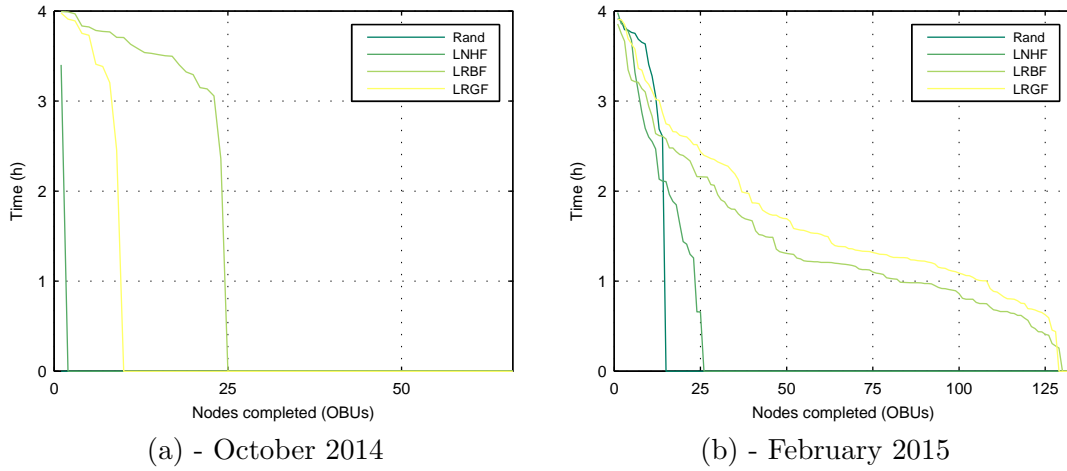 4
3
2
1
0
0
25
50
Time (h)
Nodes completed (OBUs)
Rand
LNHF
LRBF
LRGF
(a) - October 2014
4
3
2
1
0
0
25
50
75
100
125
Time (h)
Nodes completed (OBUs)
Rand
LNHF
LRBF
LRGF
(b) - February 2015